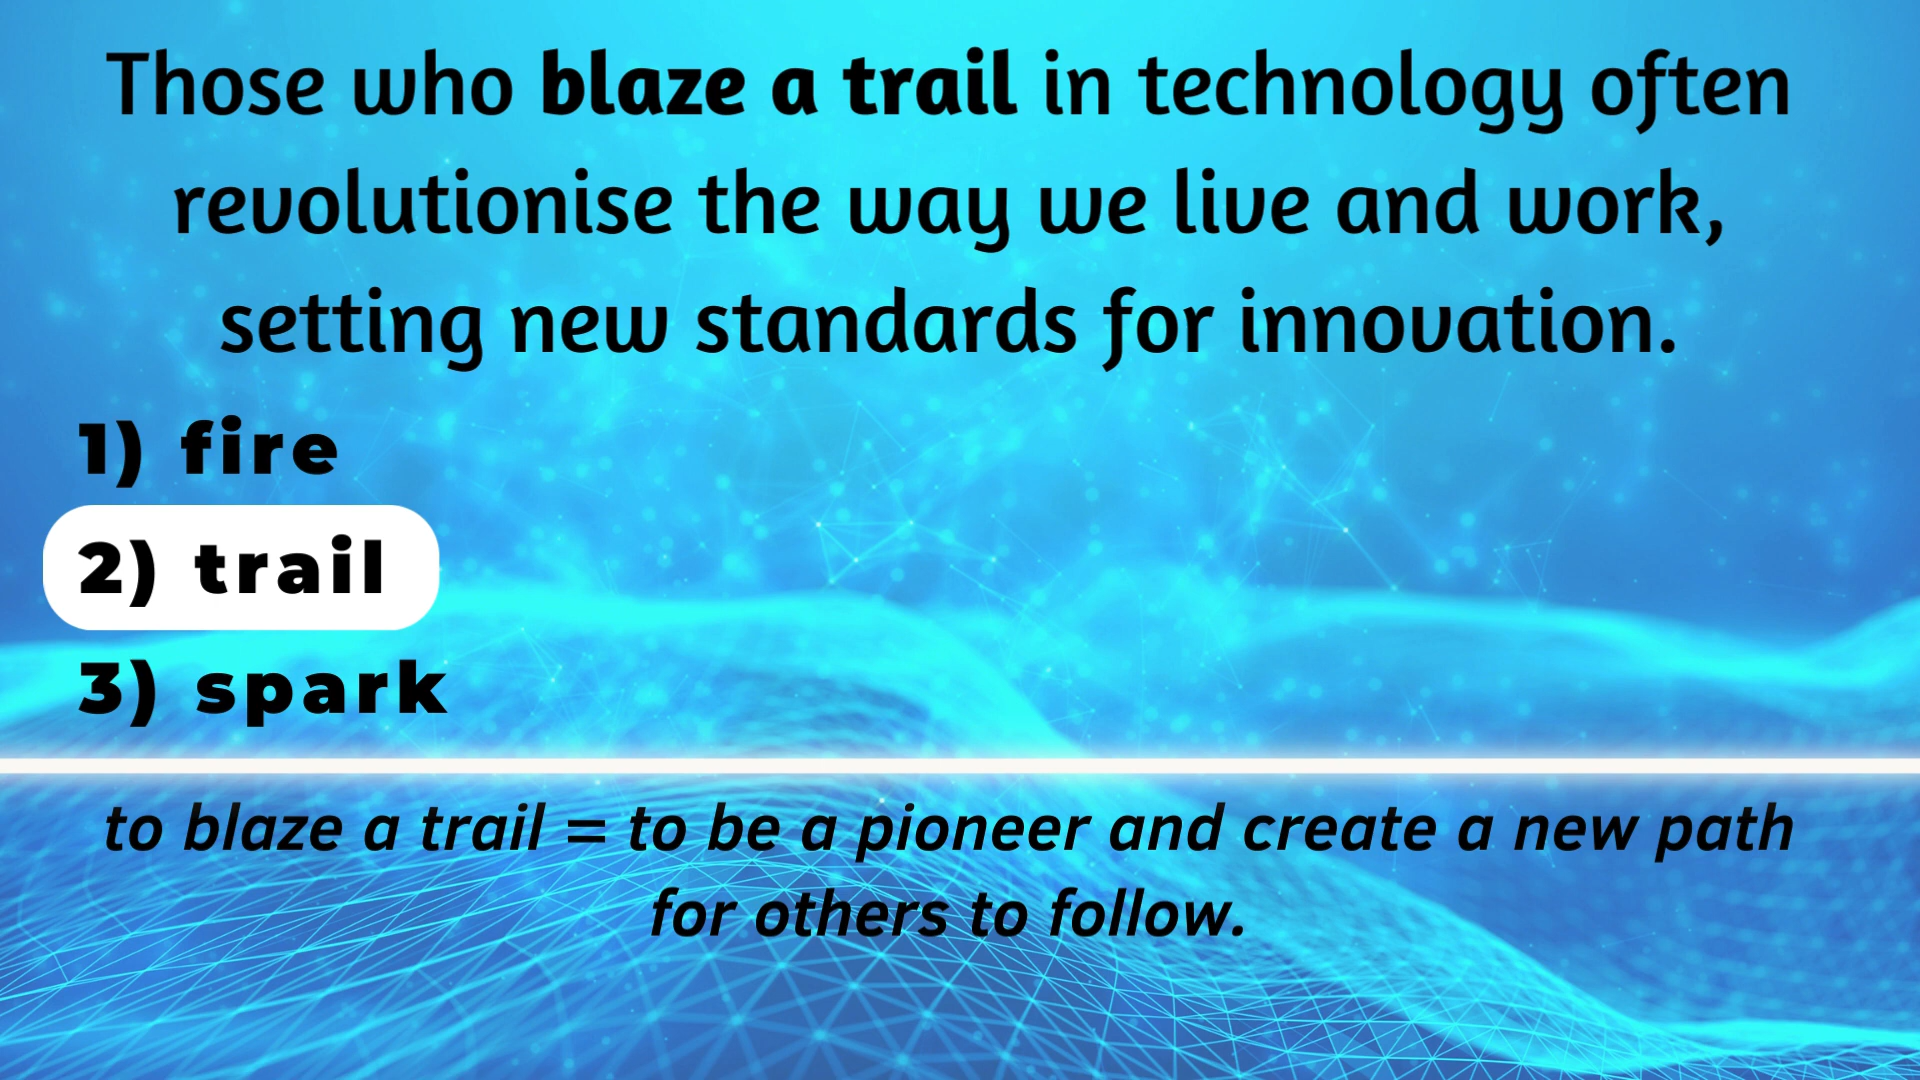 Those who blaze a trail in technology often
revolutionise the way we live and work,
setting new standards for innovation.
1) fire
2) trail
3) spark
to blaze a trail = to be a pioneer and create a new path
for others to follow.